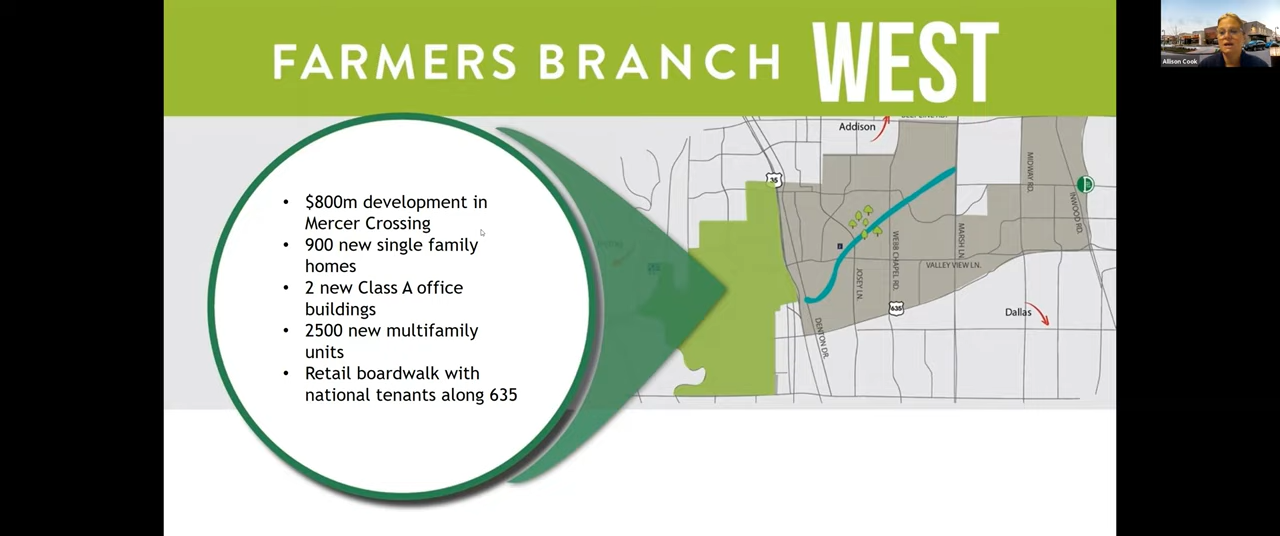 FARMERS BRANCH WEST
Allison Cook
• $800m development in
Mercer Crossing
• 900 new single family
homes
• 2 new Class A office
buildings
• 2500 new multifamily
units
• Retail boardwalk with
national tenants along 635
Addison
35
MIDWAY RD.
INWOOD RD.
MARSH LN.
WEBB CHAPEL RD.
JOSEY LN.
VALLEY VIEW LN.
635
Dallas
DENTON DR.